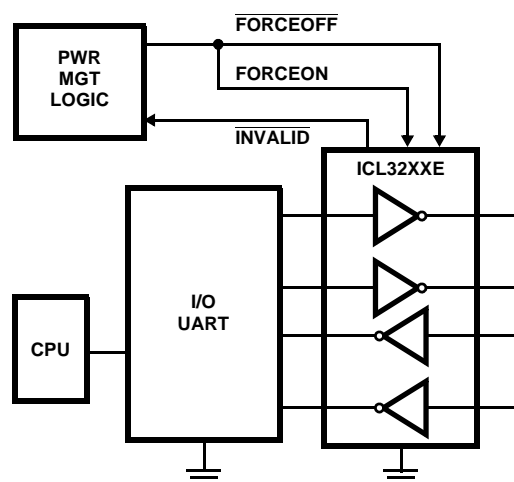 FORCEOFF
PWR
MGT
LOGIC
FORCEON
INVALID
ICL32XXE
I/O
UART
CPU